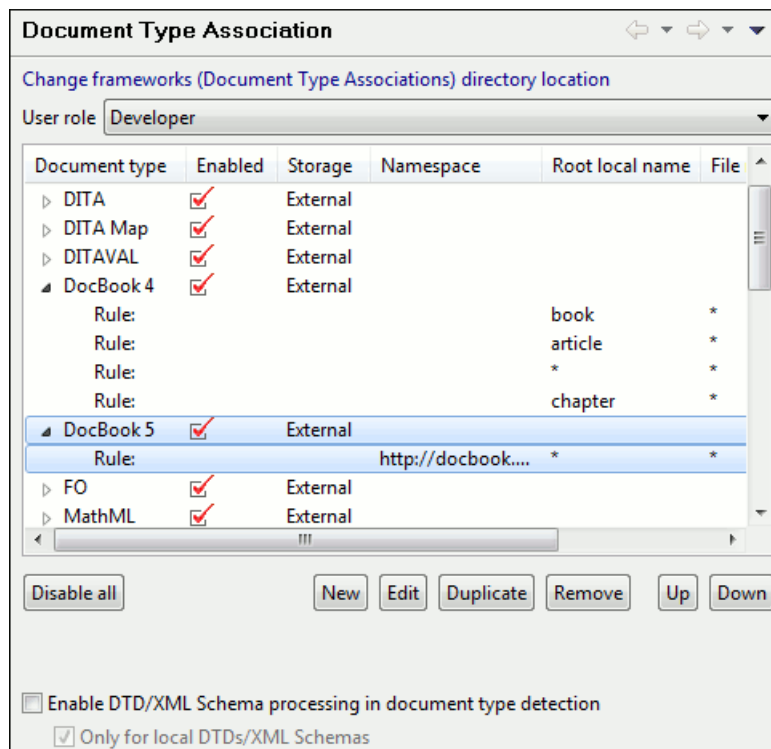 Document Type Association
Change frameworks (Document Type Associations) directory location
User role Developer
Document type Enabled Storage Namespace Root local name File
DITA External
DITA Map External
DITAVAL External
DocBook 4 External
Rule: book *
Rule: article *
Rule: * *
Rule: chapter *
DocBook 5 External
Rule: http://docbook.... * *
FO External
MathML External
Disable all New Edit Duplicate Remove Up Down
Enable DTD/XML Schema processing in document type detection
Only for local DTDs/XML Schemas